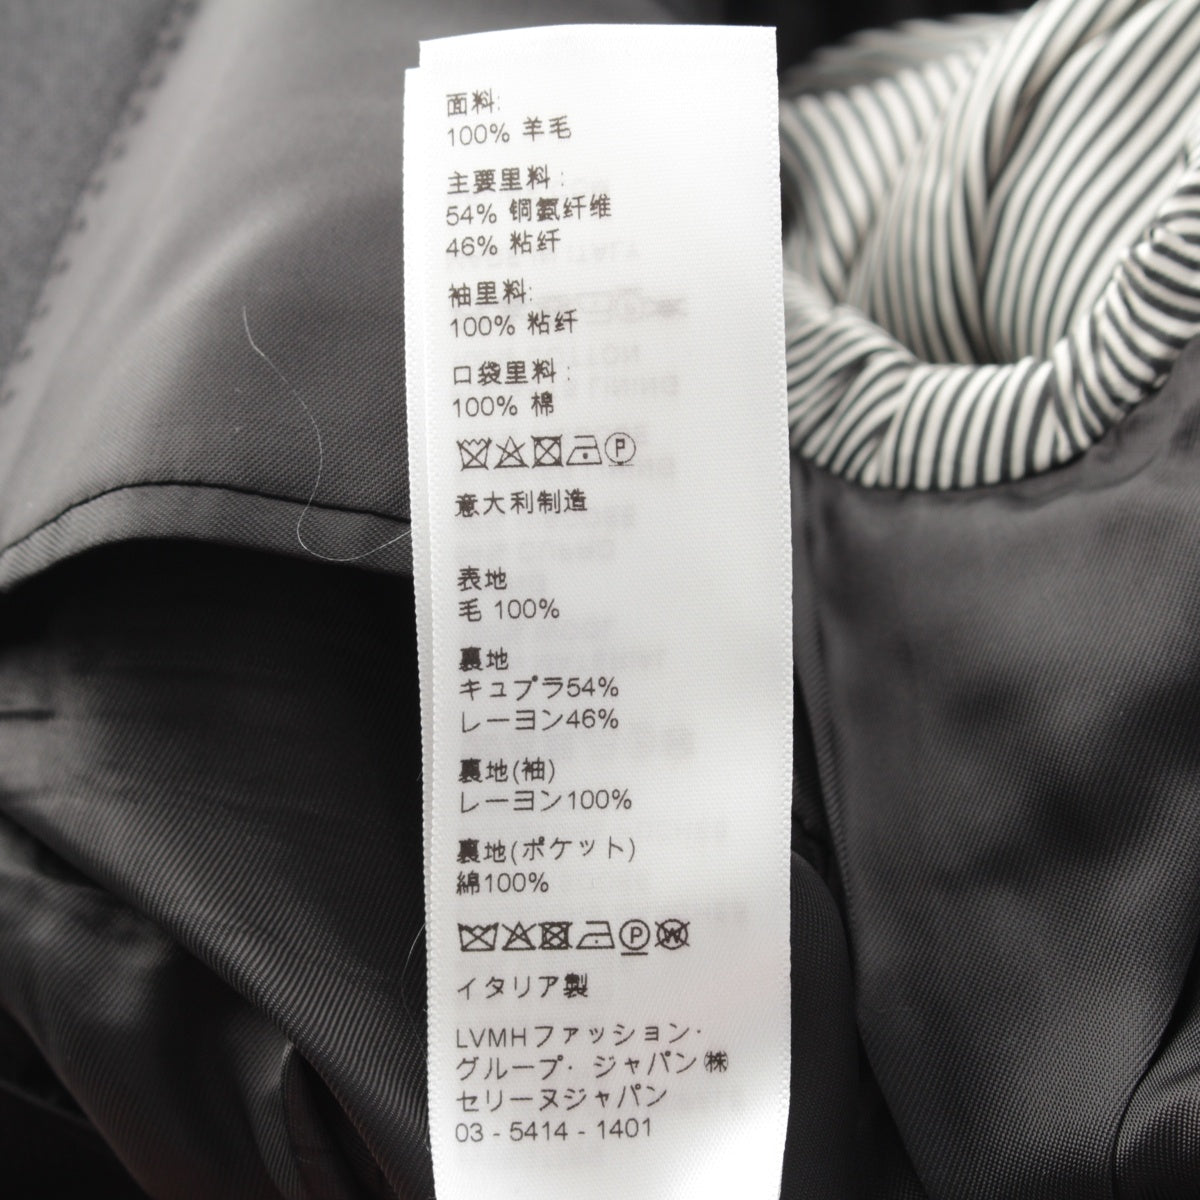 面料:
100% 羊毛
主要里料:
54% 铜氨纤维
46% 粘纤
袖里料:
100% 粘纤
口袋里料:
100% 棉
P
意大利制造
表地
毛 100%
裏地
キュプラ54%
レーヨン46%
裏地(袖)
レーヨン100%
裏地(ポケット)
綿100%
P W
イタリア製
LVMHファッション·
グループ· ジャパン㈱
セリーヌジャパン
03 - 5414 - 1401